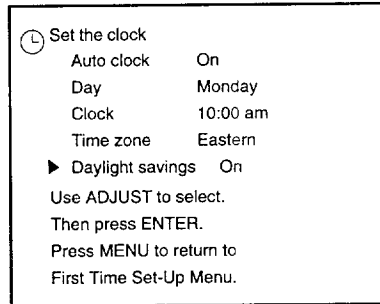 Set the clock
Auto clock On
Day Monday
Clock 10:00 am
Time zone Eastern
Daylight savings On
Use ADJUST to select.
Then press ENTER.
Press MENU to return to
First Time Set-Up Menu.